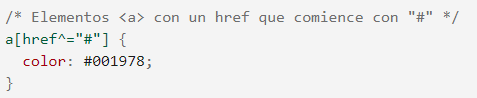 /* Elementos <a> con un href que comience con "#" */
a[href^="#"] {
  color: #001978;
}